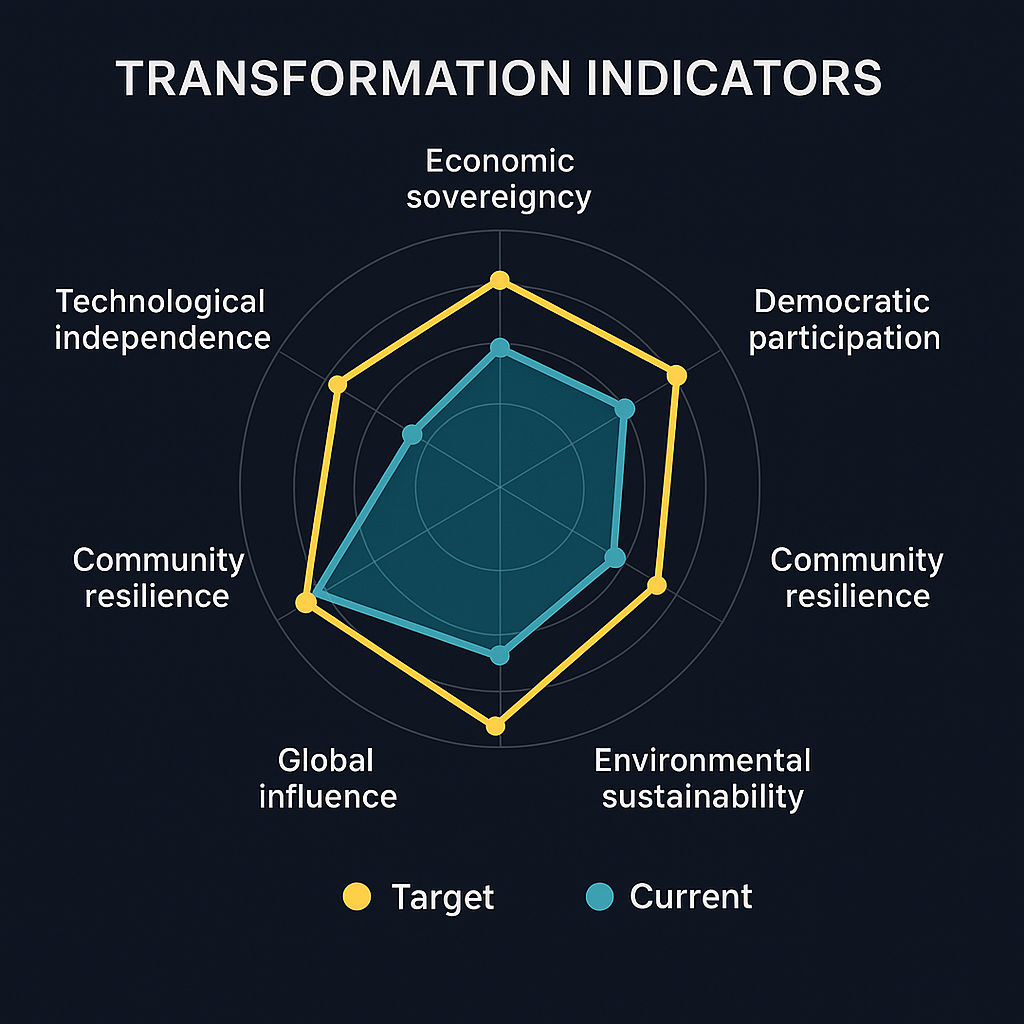 TRANSFORMATION INDICATORS
Economic
sovereigncy
Technological
independence
Democratic
participation
Community
resilience
Community
resilience
Global
influence
Environmental
sustainability
Target
Current